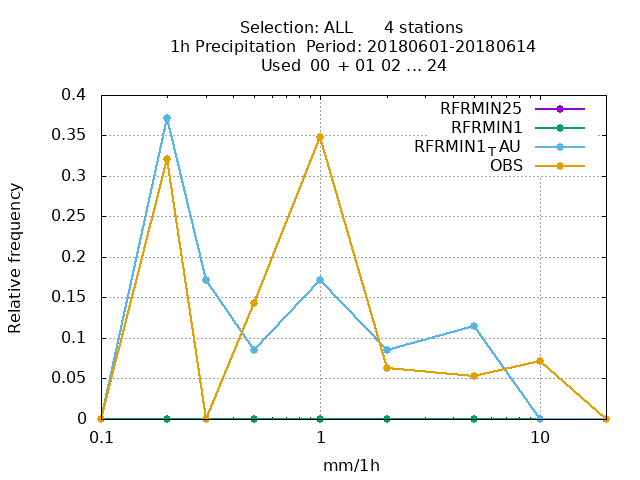 Selection: ALL      4 stations
1h Precipitation  Period: 20180601-20180614
Used  00  + 01 02 ... 24
RFRMIN25
RFRMIN1
RFRMIN1TAU
OBS
0.4
0.35
0.3
0.25
0.2
0.15
0.1
0.05
0
Relative frequency
0.1 1 10
mm/1h